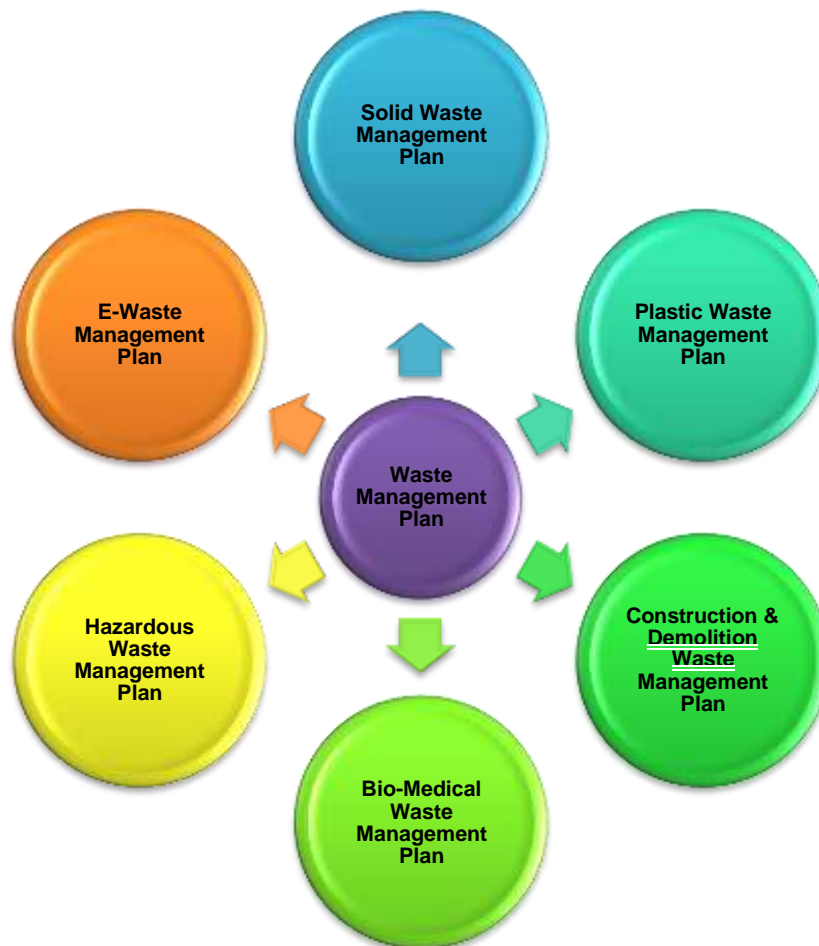 Solid Waste
Management
Plan
E-Waste
Management
Plan
Plastic Waste
Management
Plan
Waste
Management
Plan
Hazardous
Waste
Management
Plan
Construction &
Demolition
Waste
Management
Plan
Bio-Medical
Waste
Management
Plan